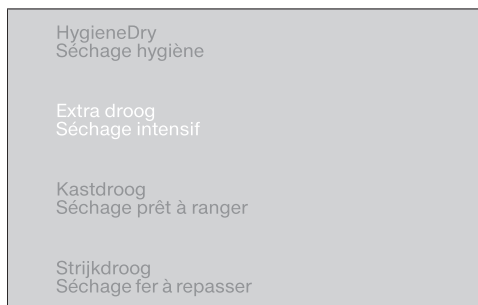 HygieneDry
Séchage hygiène
Extra droog
Séchage intensif
Kastdroog
Séchage prêt à ranger
Strijkdroog
Séchage fer à repasser